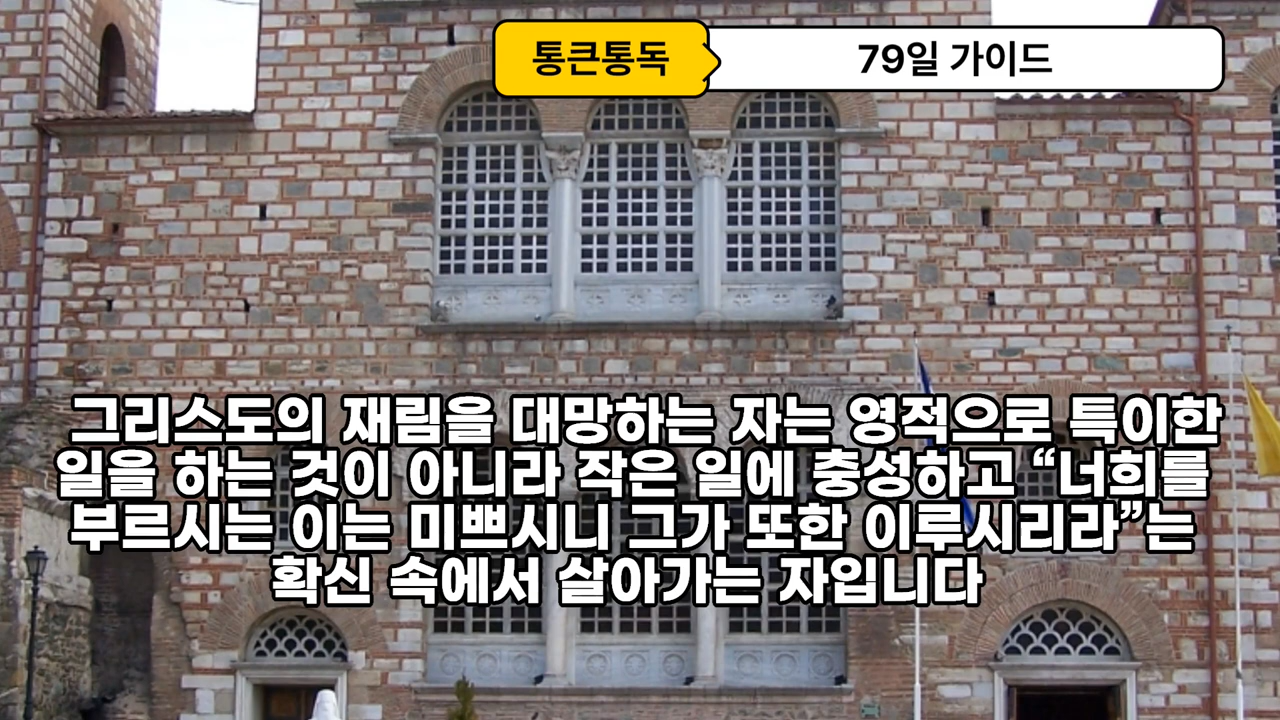 통큰통독
79일 가이드
그리스도의 재림을 대망하는 자는 영적으로 특이한
일을 하는 것이 아니라 작은 일에 충성하고 “너희를
부르시는 이는 미쁘시니 그가 또한 이루시리라”는
확신 속에서 살아가는 자입니다